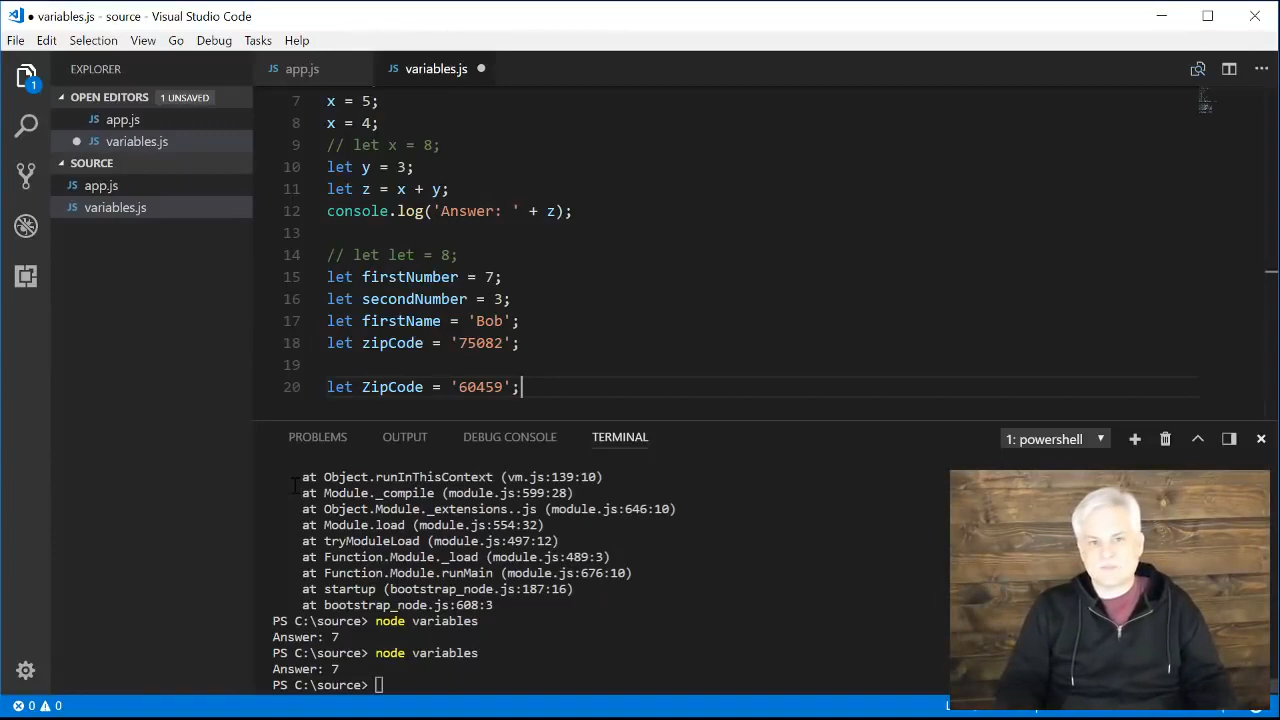 variables.js - source - Visual Studio Code
File Edit Selection View Go Debug Tasks Help
EXPLORER
JS app.js
JS variables.js
OPEN EDITORS 1 UNSAVED
JS app.js
JS variables.js
SOURCE
JS app.js
JS variables.js
1
7 x = 5;
8 x = 4;
9 // let x = 8;
10 let y = 3;
11 let z = x + y;
12 console.log('Answer: ' + z);
13
14 // let let = 8;
15 let firstNumber = 7;
16 let secondNumber = 3;
17 let firstName = 'Bob';
18 let zipCode = '75082';
19
20 let ZipCode = '60459';
PROBLEMS OUTPUT DEBUG CONSOLE TERMINAL 1: powershell
at Object.runInThisContext (vm.js:139:10)
at Module._compile (module.js:599:28)
at Object.Module._extensions..js (module.js:646:10)
at Module.load (module.js:554:32)
at tryModuleLoad (module.js:497:12)
at Function.Module._load (module.js:489:3)
at Function.Module.runMain (module.js:676:10)
at startup (bootstrap_node.js:187:16)
at bootstrap_node.js:608:3
PS C:\source> node variables
Answer: 7
PS C:\source> node variables
Answer: 7
PS C:\source>
0 0